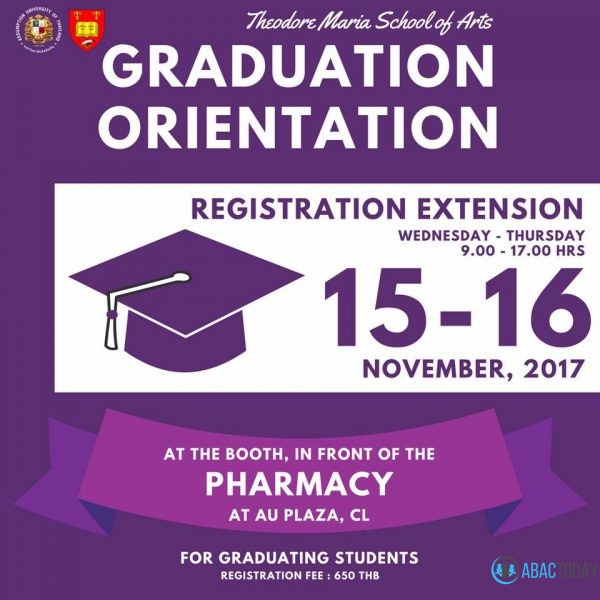 Theodore Maria School of Arts
GRADUATION
ORIENTATION
REGISTRATION EXTENSION
WEDNESDAY - THURSDAY
9.00 - 17.00 HRS
15-16
NOVEMBER, 2017
AT THE BOOTH, IN FRONT OF THE
PHARMACY
AT AU PLAZA, CL
FOR GRADUATING STUDENTS
REGISTRATION FEE : 650 THB
ABACTODAY